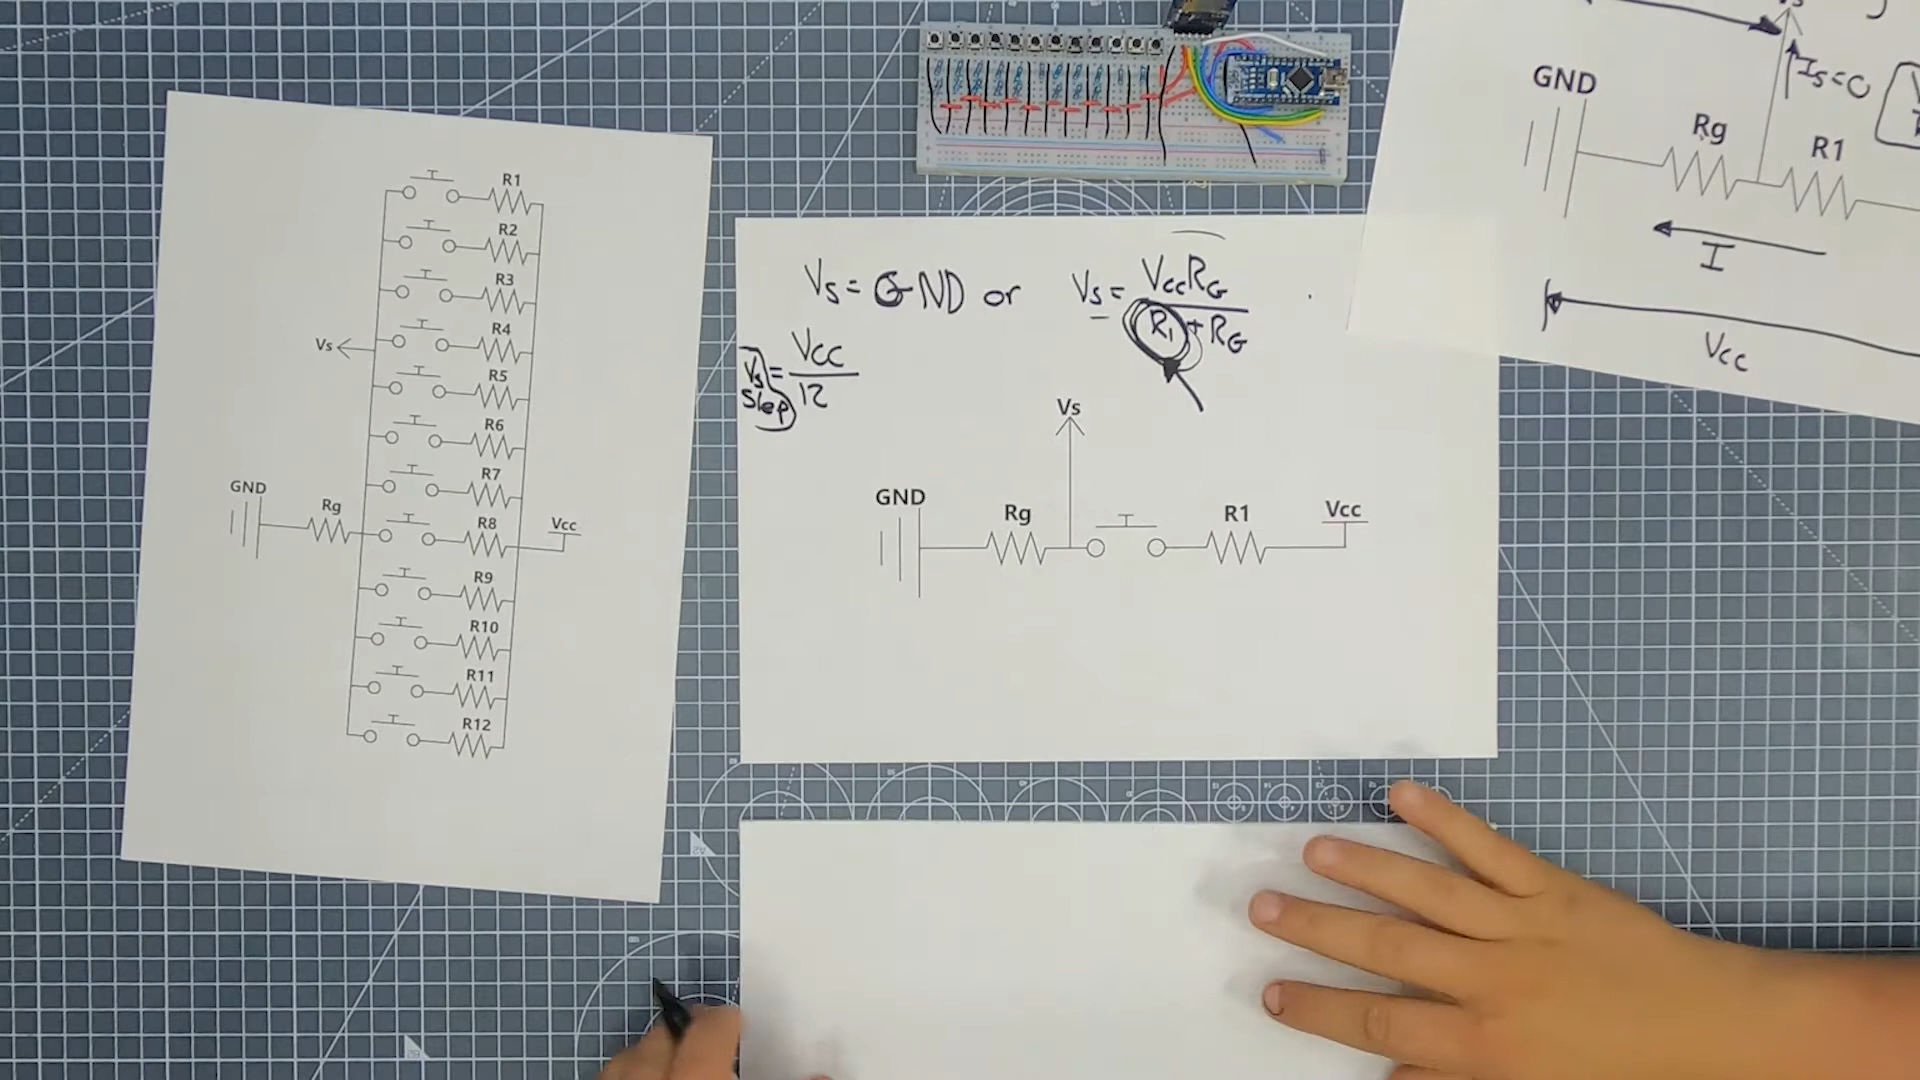 R1
R2
R3
R4
Vs
R5
R6
R7
GND
Rg
R8
Vcc
R9
R10
R11
R12
Vs = GND or Vs = VccRG
R1 + RG
Vs Step = Vcc
12
Vs
GND
Rg
R1
Vcc
GND
Is = 0
Rg
R1
I
Vcc